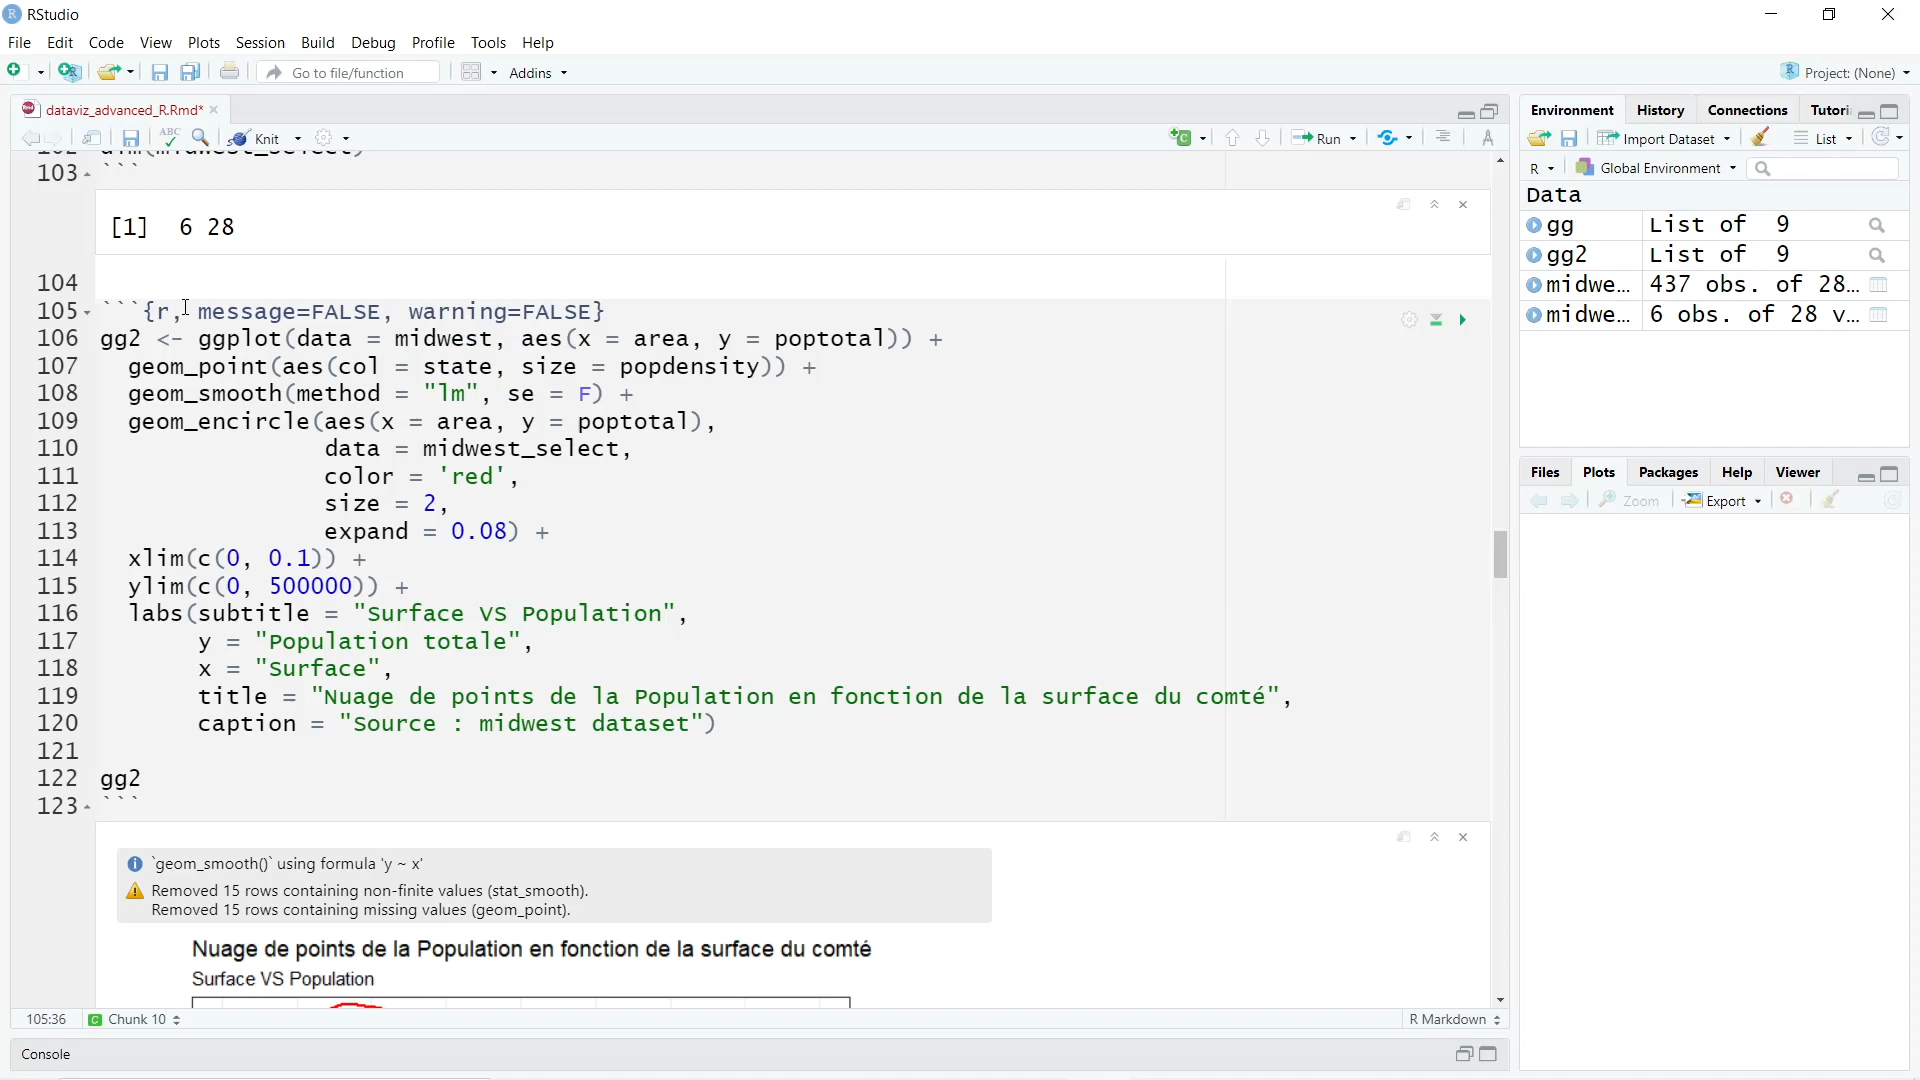 RStudio
File Edit Code View Plots Session Build Debug Profile Tools Help
Go to file/function Addins Project: (None)
dataviz_advanced_R.Rmd*
Knit Run
103 ```
[1] 6 28
104
105 ```{r, message=FALSE, warning=FALSE}
106 gg2 <- ggplot(data = midwest, aes(x = area, y = poptotal)) +
107 geom_point(aes(col = state, size = popdensity)) +
108 geom_smooth(method = "lm", se = F) +
109 geom_encircle(aes(x = area, y = poptotal),
110 data = midwest_select,
111 color = 'red',
112 size = 2,
113 expand = 0.08) +
114 xlim(c(0, 0.1)) +
115 ylim(c(0, 500000)) +
116 labs(subtitle = "Surface VS Population",
117 y = "Population totale",
118 x = "Surface",
119 title = "Nuage de points de la Population en fonction de la surface du comté",
120 caption = "Source : midwest dataset")
121
122 gg2
123 ```
`geom_smooth()` using formula 'y ~ x'
Removed 15 rows containing non-finite values (stat_smooth).
Removed 15 rows containing missing values (geom_point).
Nuage de points de la Population en fonction de la surface du comté
Surface VS Population
105:36 Chunk 10 R Markdown
Console
Environment History Connections Tutori
Import Dataset List
R Global Environment
Data
gg List of 9
gg2 List of 9
midwe... 437 obs. of 28...
midwe... 6 obs. of 28 v...
Files Plots Packages Help Viewer
Zoom Export